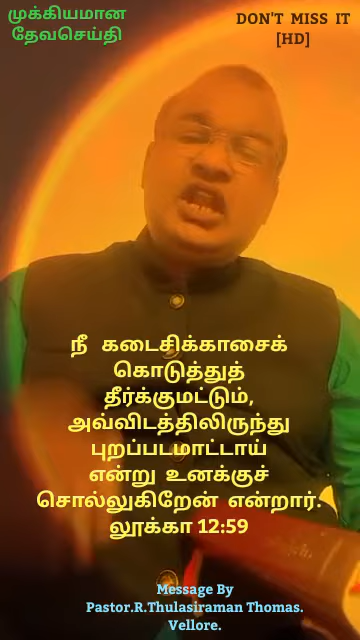 முக்கியமான
தேவசெய்தி
DON'T MISS IT
[HD]
நீ கடைசிக்காசைக்
கொடுத்துத்
தீர்க்குமட்டும்,
அவ்விடத்திலிருந்து
புறப்படமாட்டாய்
என்று உனக்குச்
சொல்லுகிறேன் என்றார்.
லூக்கா 12:59
Message By
Pastor.R.Thulasiraman Thomas.
Vellore.